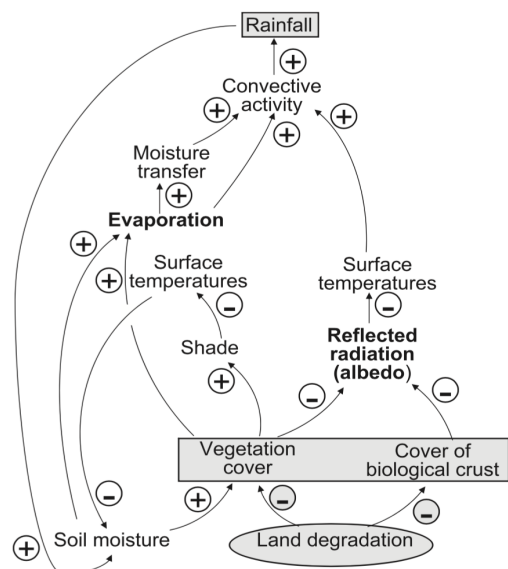 Rainfall
+
Convective
activity
+
+
+
Moisture
transfer
+
Evaporation
+
+
Surface
temperatures
−
Surface
temperatures
−
Shade
Reflected
radiation
(albedo)
+
−
−
Vegetation
cover
Cover of
biological crust
−
+
−
−
Soil moisture
Land degradation
+